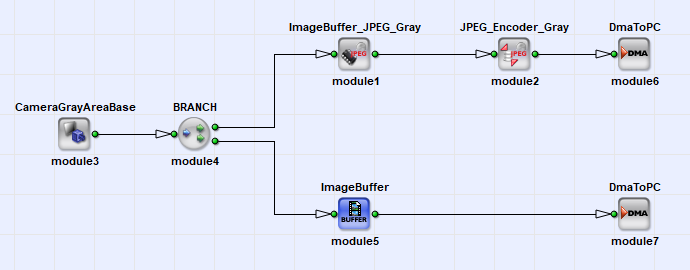 ImageBuffer_JPEG_Gray
JPEG_Encoder_Gray
DmaToPC
JPEG
JPEG
DMA
module1
module2
module6
CameraGrayAreaBase
BRANCH
module3
module4
ImageBuffer
DmaToPC
BUFFER
DMA
module5
module7